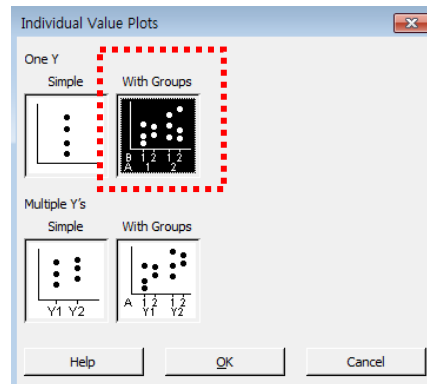 Individual Value Plots
One Y
Simple With Groups
B 1 2 1 2
A 1 2
Multiple Y's
Simple With Groups
Y1 Y2
A 1 2 1 2
Y1 Y2
Help OK Cancel